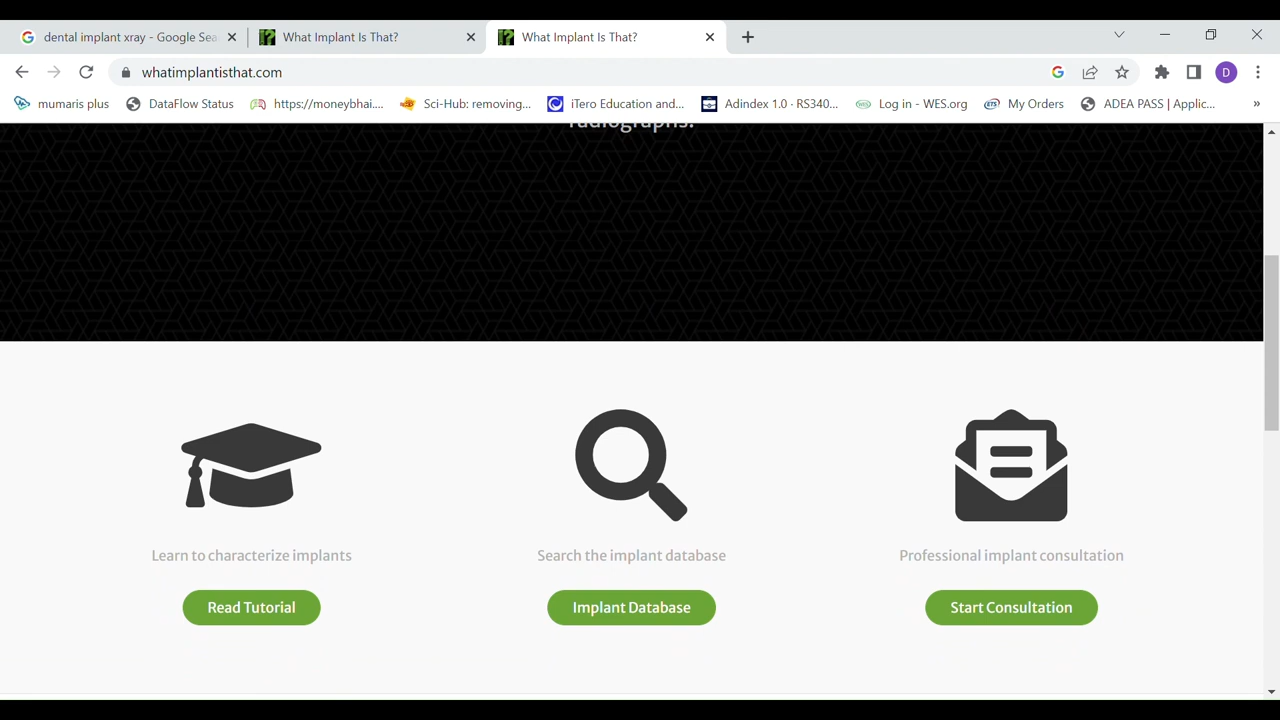 dental implant xray - Google Sea
What Implant Is That?
What Implant Is That?
whatimplantisthat.com
D
mumaris plus
DataFlow Status
https://moneybhai....
Sci-Hub: removing...
iTero Education and...
Adindex 1.0 - RS340...
Log in - WES.org
My Orders
ADEA PASS | Applic...
»
radiographs.
Learn to characterize implants
Search the implant database
Professional implant consultation
Read Tutorial
Implant Database
Start Consultation